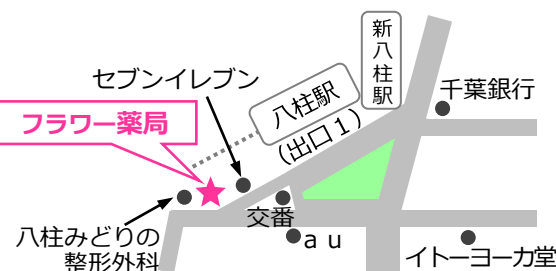 新八柱駅
セブンイレブン
千葉銀行
八柱駅
(出口1)
フラワー薬局
交番
au
八柱みどりの
整形外科
イトーヨーカ堂